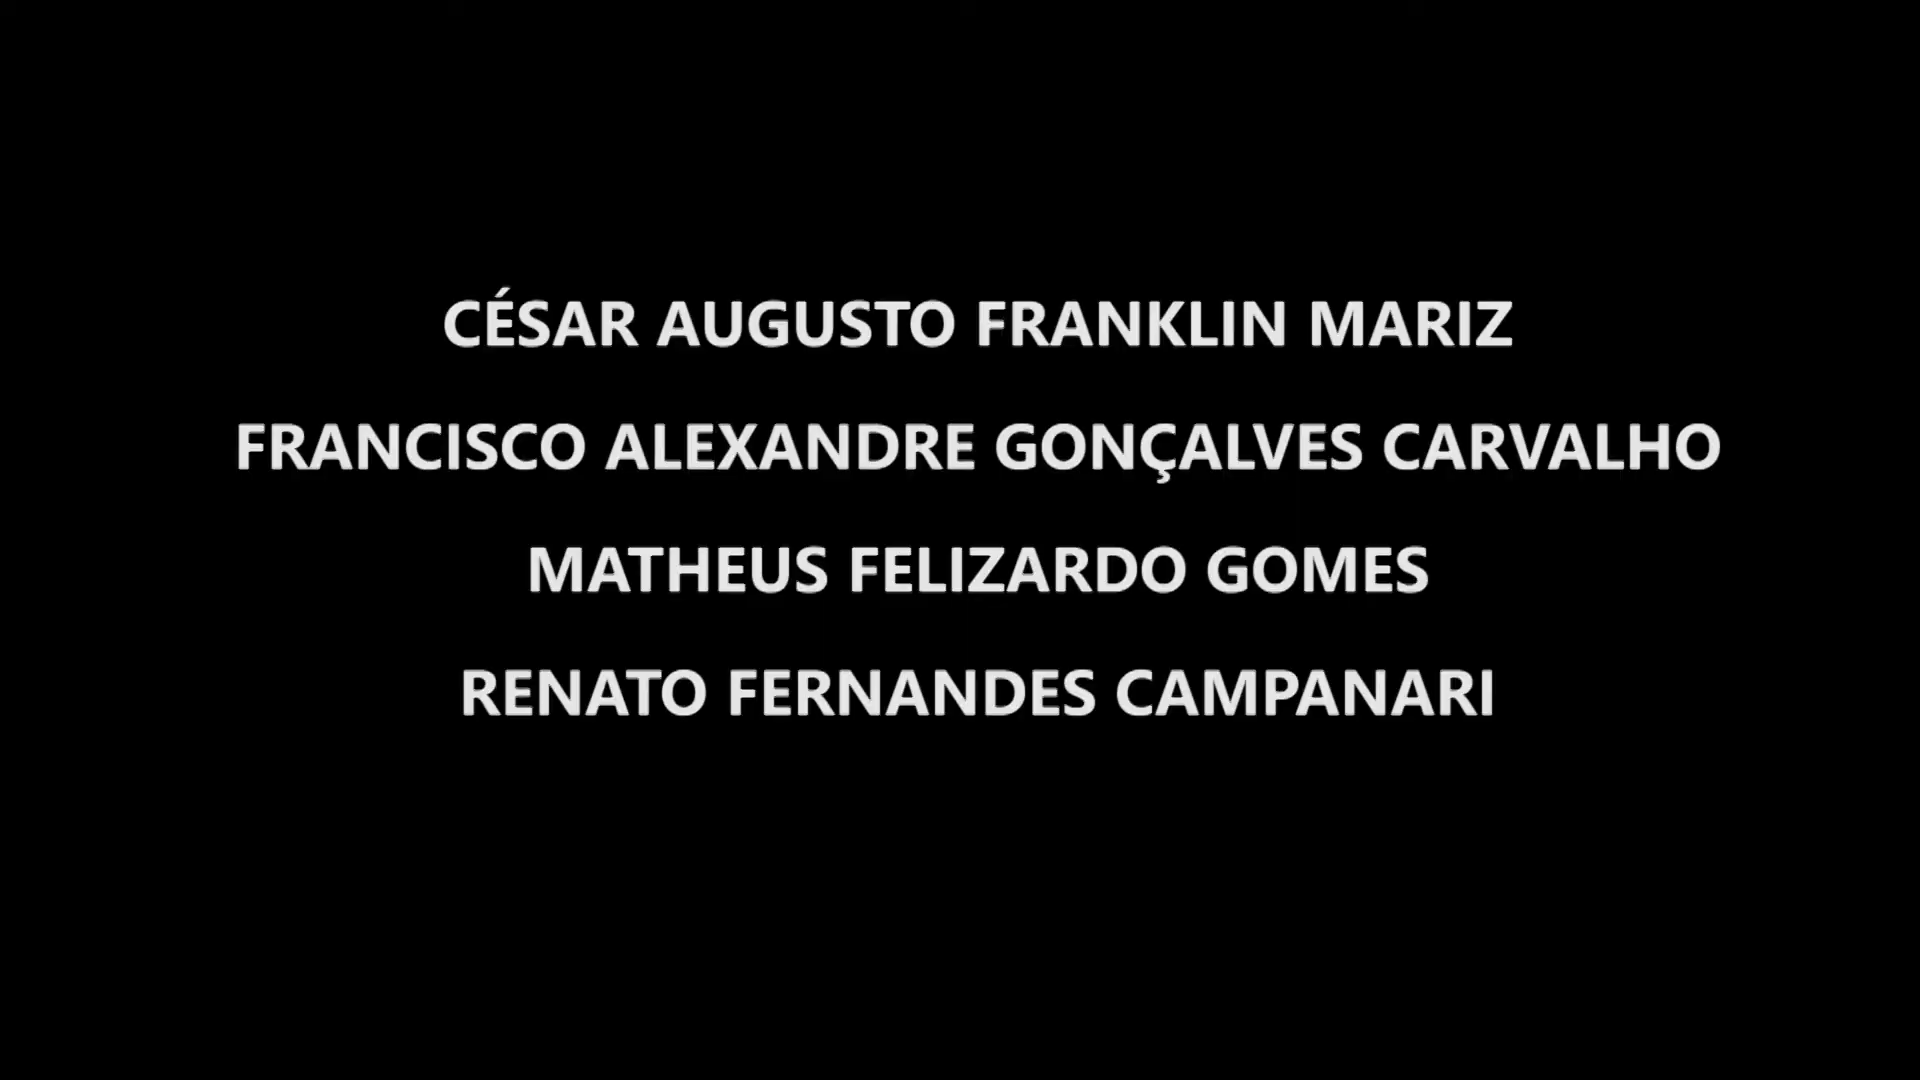 CÉSAR AUGUSTO FRANKLIN MARIZ
FRANCISCO ALEXANDRE GONÇALVES CARVALHO
MATHEUS FELIZARDO GOMES
RENATO FERNANDES CAMPANARI